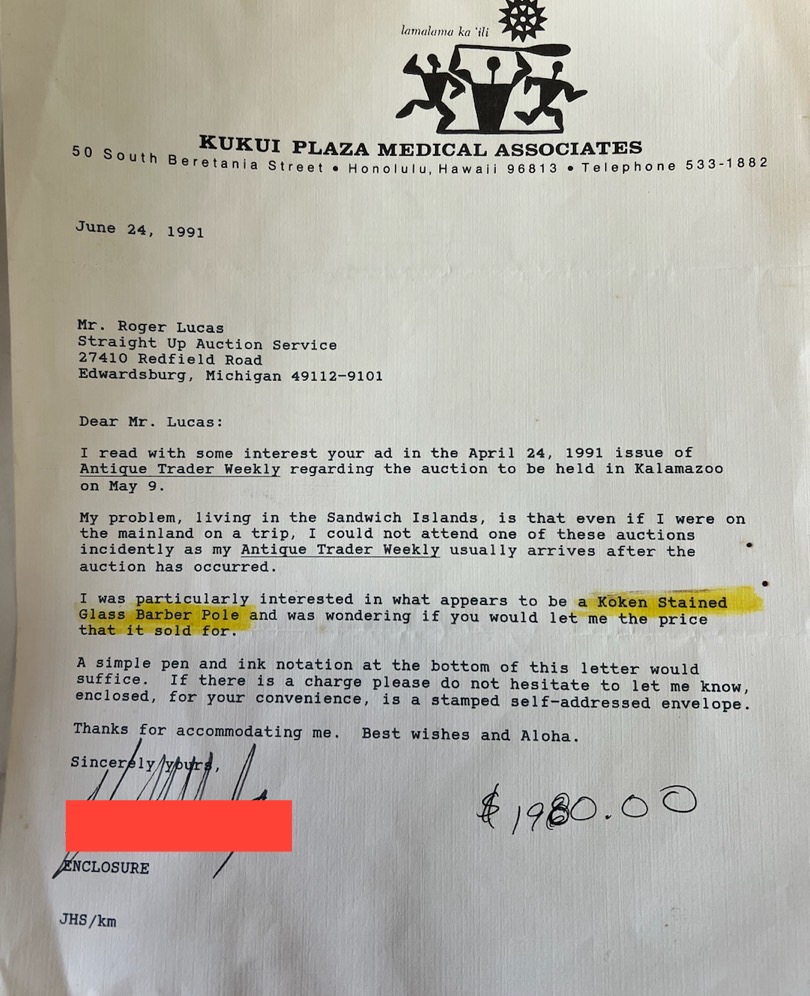 lamalama ka ʻili
KUKUI PLAZA MEDICAL ASSOCIATES
50 South Beretania Street • Honolulu, Hawaii 96813 • Telephone 533-1882
June 24, 1991
Mr. Roger Lucas
Straight Up Auction Service
27410 Redfield Road
Edwardsburg, Michigan 49112-9101
Dear Mr. Lucas:
I read with some interest your ad in the April 24, 1991 issue of
Antique Trader Weekly regarding the auction to be held in Kalamazoo
on May 9.
My problem, living in the Sandwich Islands, is that even if I were on
the mainland on a trip, I could not attend one of these auctions
incidently as my Antique Trader Weekly usually arrives after the
auction has occurred.
I was particularly interested in what appears to be a Koken Stained
Glass Barber Pole and was wondering if you would let me the price
that it sold for.
A simple pen and ink notation at the bottom of this letter would
suffice.  If there is a charge please do not hesitate to let me know,
enclosed, for your convenience, is a stamped self-addressed envelope.
Thanks for accommodating me.  Best wishes and Aloha.
Sincerely yours,
$1980.00
ENCLOSURE
JHS/km